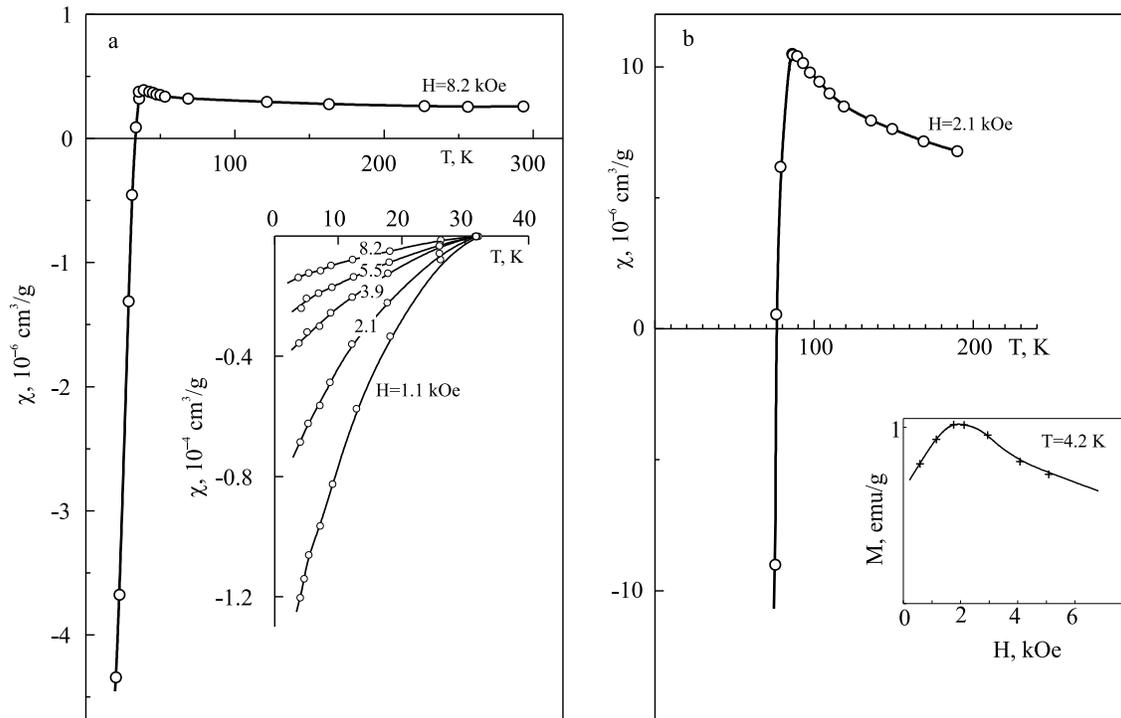 a
1
0
-1
-2
-3
-4
χ, 10⁻⁶ cm³/g
H=8.2 kOe
100
200
300
T, K
0
10
20
30
40
T, K
8.2
5.5
3.9
2.1
H=1.1 kOe
-0.4
-0.8
-1.2
χ, 10⁻⁴ cm³/g
b
10
0
-10
χ, 10⁻⁶ cm³/g
H=2.1 kOe
100
200
T, K
1
T=4.2 K
M, emu/g
0
2
4
6
H, kOe